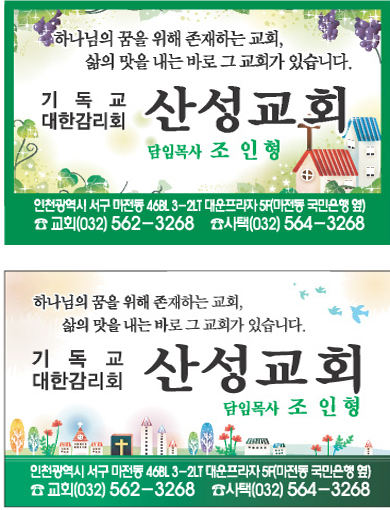 하나님의 꿈을 위해 존재하는 교회,
삶의 맛을 내는 바로 그 교회가 있습니다.
기 독 교
대한감리회
산성교회
담임목사 조 인 형
인천광역시 서구 마전동 46BL 3-2LT 대운프라자 5F(마전동 국민은행 옆)
☎ 교회(032) 562-3268 ☎사택(032) 564-3268
하나님의 꿈을 위해 존재하는 교회,
삶의 맛을 내는 바로 그 교회가 있습니다.
기 독 교
대한감리회
산성교회
담임목사 조 인 형
인천광역시 서구 마전동 46BL 3-2LT 대운프라자 5F(마전동 국민은행 옆)
☎ 교회(032) 562-3268 ☎사택(032) 564-3268